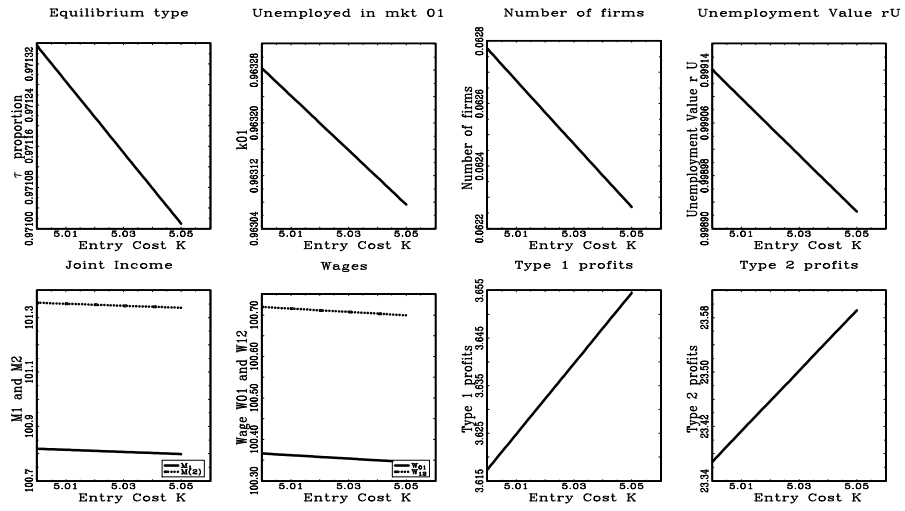 Equilibrium type
τ proportion
0.97100 0.97108 0.97116 0.97124 0.97132
5.01 5.03 5.05
Entry Cost K
Unemployed in mkt 01
k01
0.96304 0.96312 0.96320 0.96328
5.01 5.03 5.05
Entry Cost K
Number of firms
Number of firms
0.0622 0.0624 0.0626 0.0628
5.01 5.03 5.05
Entry Cost K
Unemployment Value rU
Unemployment Value r U
0.99890 0.99898 0.999906 0.999914
5.01 5.03 5.05
Entry Cost K
Joint Income
M1 and M2
100.7 100.9 101.1 101.3
M1
M(2)
5.01 5.03 5.05
Entry Cost K
Wages
Wage W01 and W12
100.30 100.40 100.50 100.60 100.70
W01
W12
5.01 5.03 5.05
Entry Cost K
Type 1 profits
Type 1 profits
3.615 3.625 3.635 3.645 3.655
5.01 5.03 5.05
Entry Cost K
Type 2 profits
Type 2 profits
23.34 23.42 23.50 23.58
5.01 5.03 5.05
Entry Cost K